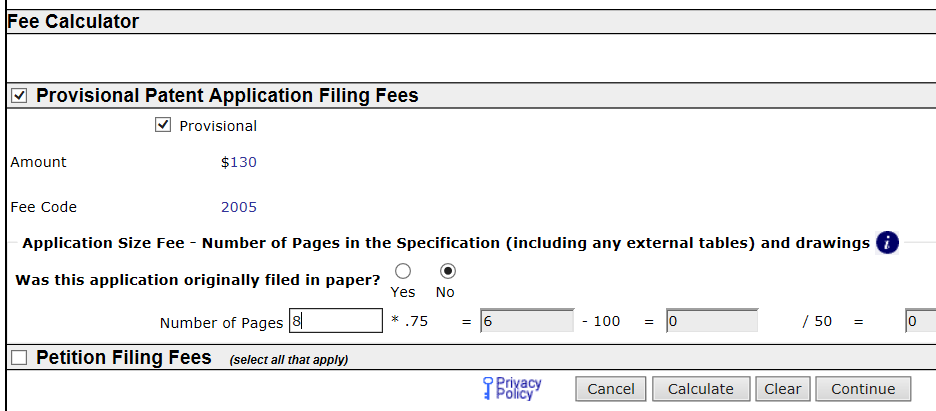 Fee Calculator
Provisional Patent Application Filing Fees
Provisional
Amount $130
Fee Code 2005
Application Size Fee - Number of Pages in the Specification (including any external tables) and drawings i
Was this application originally filed in paper?
Yes No
Number of Pages 8 * .75 = 6 - 100 = 0 / 50 = 0
Petition Filing Fees (select all that apply)
Privacy
Policy
Cancel Calculate Clear Continue